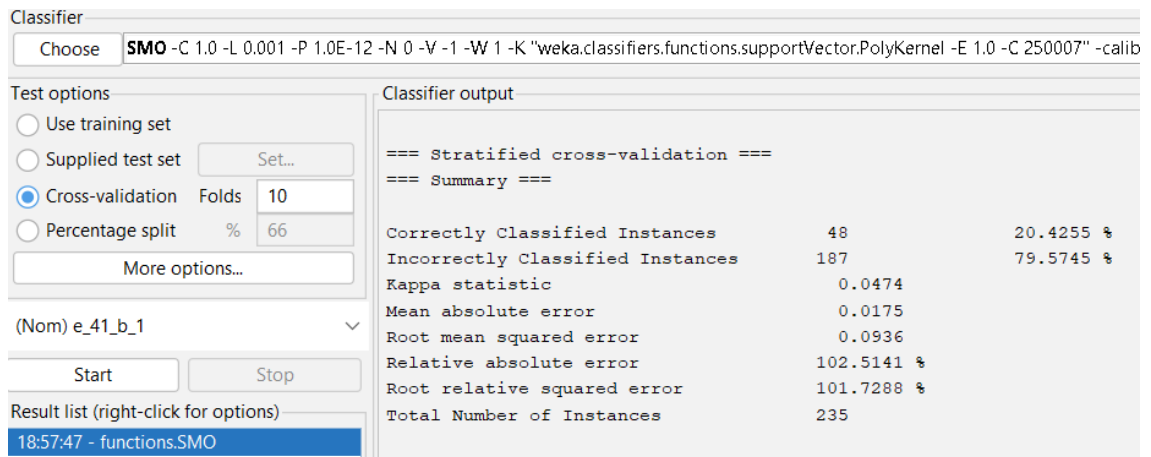 Classifier
Choose SMO -C 1.0 -L 0.001 -P 1.0E-12 -N 0 -V -1 -W 1 -K "weka.classifiers.functions.supportVector.PolyKernel -E 1.0 -C 250007" -calib
Test options
Use training set
Supplied test set Set...
Cross-validation Folds 10
Percentage split % 66
More options...
(Nom) e_41_b_1
Start Stop
Result list (right-click for options)
18:57:47 - functions.SMO
Classifier output
=== Stratified cross-validation ===
=== Summary ===
Correctly Classified Instances 48 20.4255 %
Incorrectly Classified Instances 187 79.5745 %
Kappa statistic 0.0474
Mean absolute error 0.0175
Root mean squared error 0.0936
Relative absolute error 102.5141 %
Root relative squared error 101.7288 %
Total Number of Instances 235